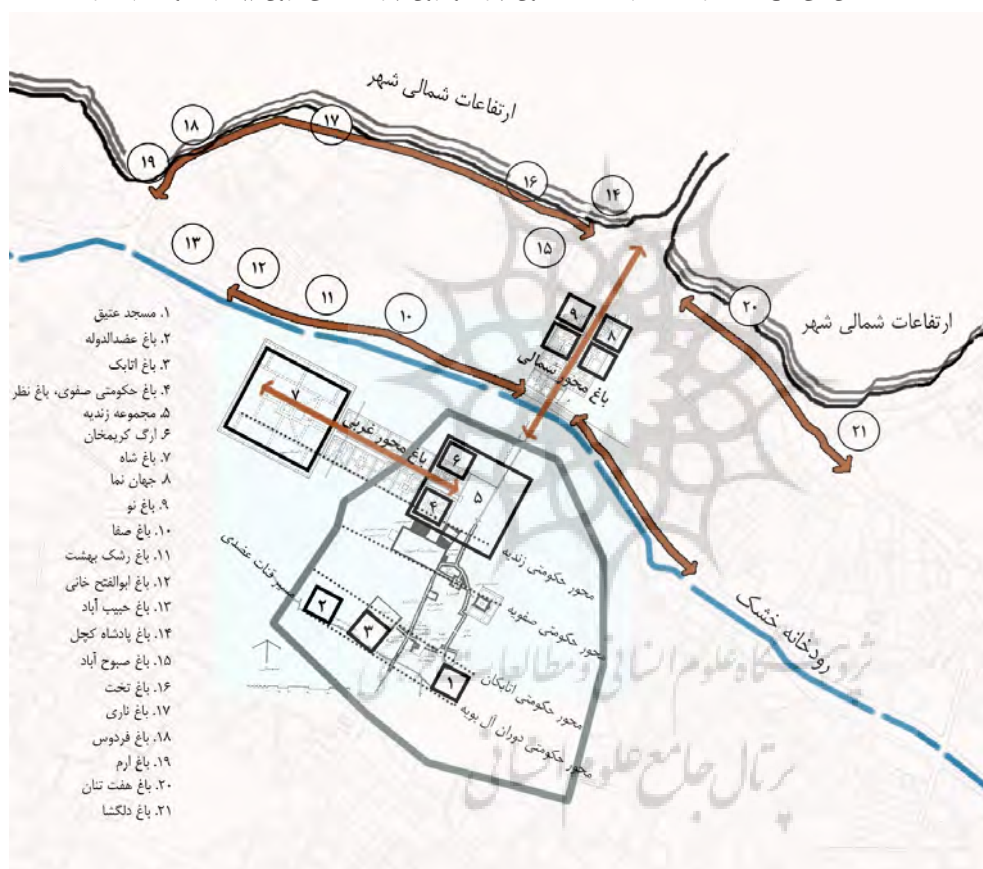 ارتفاعات شمالی شهر
۱۹
۱۸
۱۷
۱۶
۱۴
۱۵
۱۳
۱۲
۱۱
۱۰
۲۰
ارتفاعات شمالی شهر
۲۱
۹
۸
باغ محور شمالی
۷
باغ محور غربی
۶
۵
۴
محور حکومتی زندیه
محور حکومتی صفویه
محور حکومتی اتابکان
محور حکومتی دوران آل بویه
مسیر قنات عضدی
۲
۳
۱
رودخانه خشک
۱. مسجد عتیق
۲. باغ عضدالدوله
۳. باغ اتابک
۴. باغ حکومتی صفوی، باغ نظر
۵. مجموعه زندیه
۶. ارگ کریمخان
۷. باغ شاه
۸. جهان نما
۹. باغ نو
۱۰. باغ صفا
۱۱. باغ رشک بهشت
۱۲. باغ ابوالفتح خانی
۱۳. باغ حبیب آباد
۱۴. باغ پادشاه کچل
۱۵. باغ صبوح آباد
۱۶. باغ تخت
۱۷. باغ ناری
۱۸. باغ فردوس
۱۹. باغ ارم
۲۰. باغ هفت تنان
۲۱. باغ دلگشا
پژوهشگاه علوم انسانی و مطالعات فرهنگی
پرتال جامع علوم انسانی